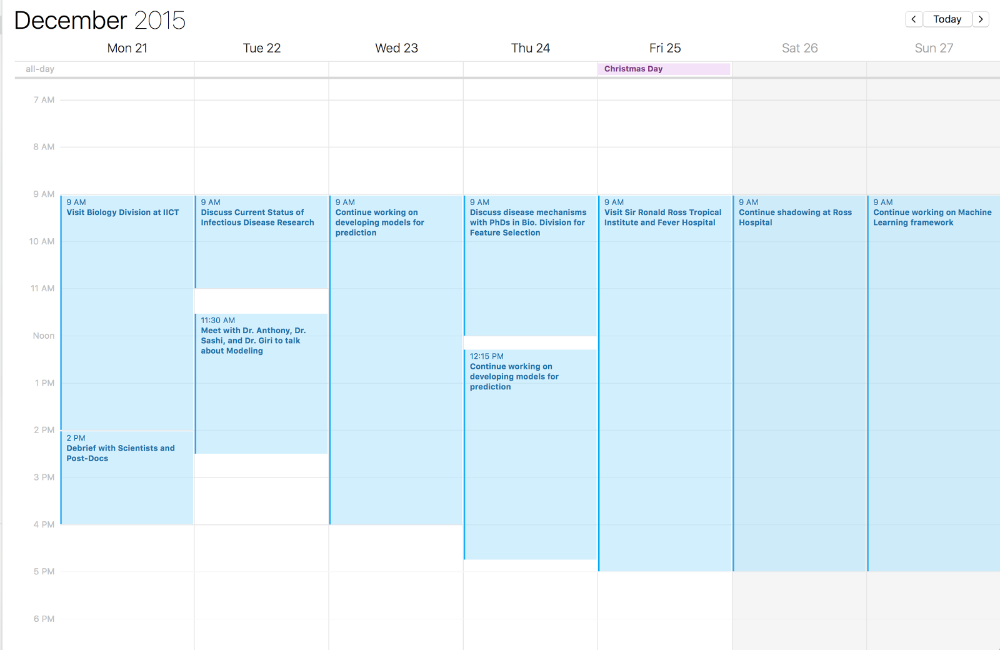 December 2015
Today
Mon 21
Tue 22
Wed 23
Thu 24
Fri 25
Sat 26
Sun 27
all-day
Christmas Day
7 AM
8 AM
9 AM
10 AM
11 AM
Noon
1 PM
2 PM
3 PM
4 PM
5 PM
6 PM
9 AM
Visit Biology Division at IICT
2 PM
Debrief with Scientists and
Post-Docs
9 AM
Discuss Current Status of
Infectious Disease Research
11:30 AM
Meet with Dr. Anthony, Dr.
Sashi, and Dr. Giri to talk
about Modeling
9 AM
Continue working on
developing models for
prediction
9 AM
Discuss disease mechanisms
with PhDs in Bio. Division for
Feature Selection
12:15 PM
Continue working on
developing models for
prediction
9 AM
Visit Sir Ronald Ross Tropical
Institute and Fever Hospital
9 AM
Continue shadowing at Ross
Hospital
9 AM
Continue working on Machine
Learning framework